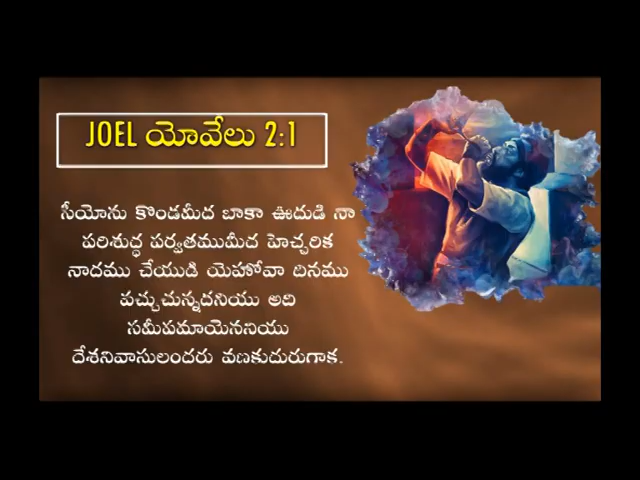 JOEL యోవేలు 2:1
సీయోను కొండమీద బాకా ఊదుడి నా
పరిశుద్ధ పర్వతముమీద హెచ్చరిక
నాదము చేయుడి యెహోవా దినము
వచ్చుచున్నదనియు అది
సమీపమాయెననియు
దేశనివాసులందరు వణకుదురుగాక.